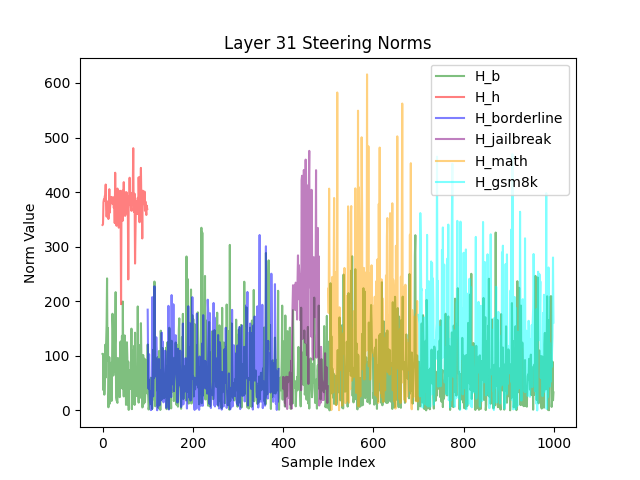 Layer 31 Steering Norms
H_b
H_h
H_borderline
H_jailbreak
H_math
H_gsm8k
600
500
400
300
200
100
0
Norm Value
0 200 400 600 800 1000
Sample Index